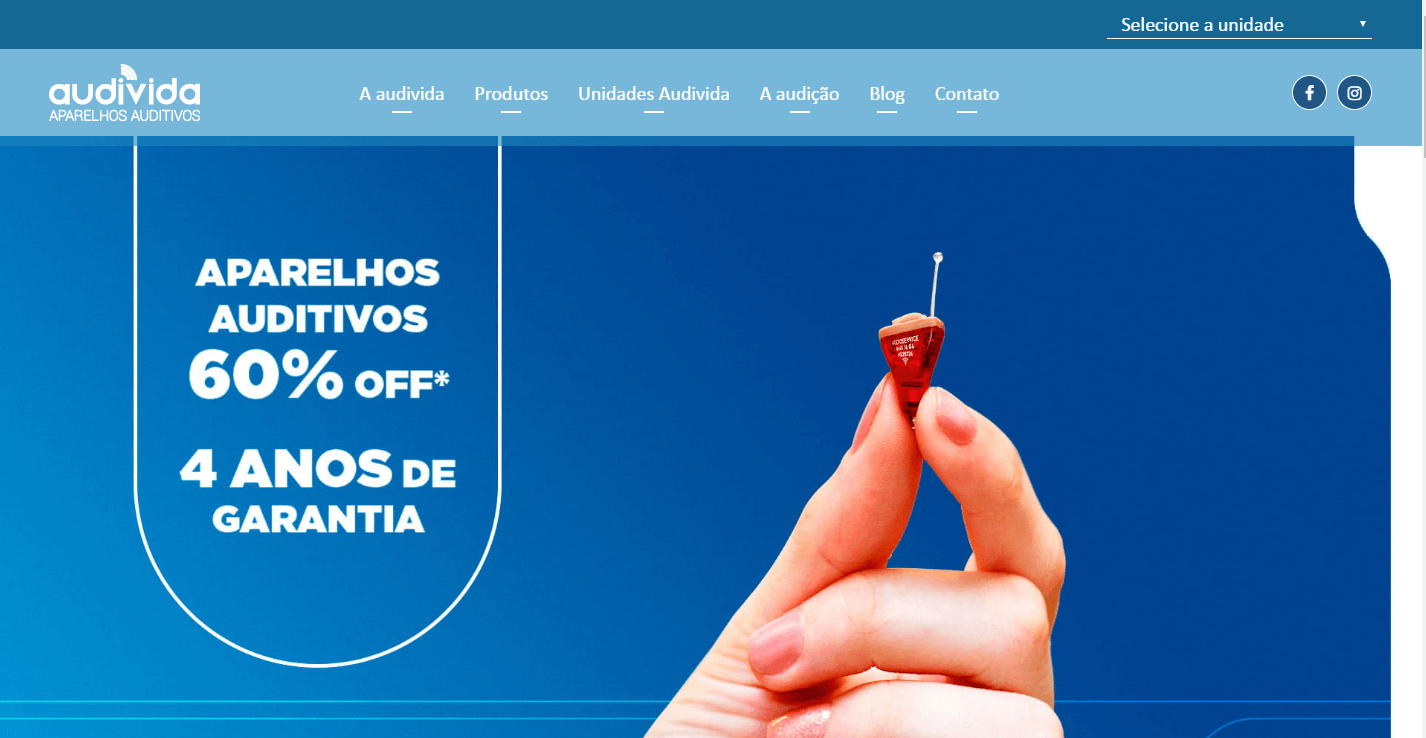 Selecione a unidade
audivida
APARELHOS AUDITIVOS
A audivida Produtos Unidades Audivida A audição Blog Contato
APARELHOS
AUDITIVOS
60% OFF*
4 ANOS DE
GARANTIA